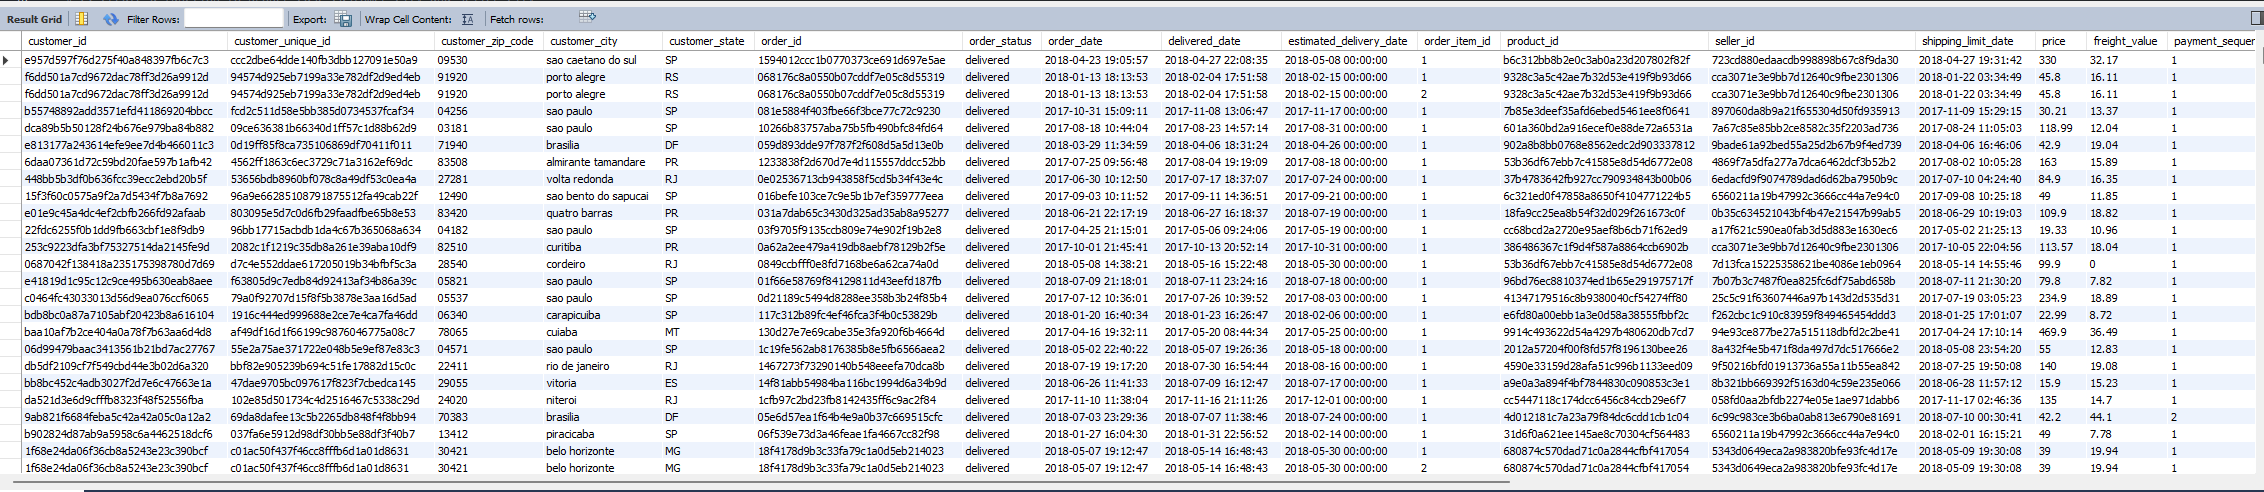 Result Grid Filter Rows: Export: Wrap Cell Content: Fetch rows:
customer_id customer_unique_id customer_zip_code customer_city customer_state order_id order_status order_date delivered_date estimated_delivery_date order_item_id product_id seller_id shipping_limit_date price freight_value payment_sequen
e957d597f76d275f40a848397fb6c7c3 ccc2dbe64dde140fb3dbb127091e50a9 09530 sao caetano do sul SP 1594012ccc1b0770373ce691d697e5ae delivered 2018-04-23 19:05:57 2018-04-27 22:08:35 2018-05-08 00:00:00 1 b6c312bb8b2e0c3ab0a23d207802f82f 723cd880edaacdb998898b67c8f9da30 2018-04-27 19:31:42 330 32.17 1
f6dd501a7cd9672dac78ff3d26a9912d 94574d925eb7199a33e782df2d9ed4eb 91920 porto alegre RS 068176c8a0550b07cddf7e05c8d55319 delivered 2018-01-13 18:13:53 2018-02-04 17:51:58 2018-02-15 00:00:00 1 9328c3a5c42ae7b32d53e419f9b93d66 cca3071e3e9bb7d12640c9fbe2301306 2018-01-22 03:34:49 45.8 16.11 1
f6dd501a7cd9672dac78ff3d26a9912d 94574d925eb7199a33e782df2d9ed4eb 91920 porto alegre RS 068176c8a0550b07cddf7e05c8d55319 delivered 2018-01-13 18:13:53 2018-02-04 17:51:58 2018-02-15 00:00:00 2 9328c3a5c42ae7b32d53e419f9b93d66 cca3071e3e9bb7d12640c9fbe2301306 2018-01-22 03:34:49 45.8 16.11 1
b55748892add3571efd411869204bbcc fcd2c511d58e5bb385d0734537fcaf34 04256 sao paulo SP 081e5884f403fbe66f3bce77c72c9230 delivered 2017-10-31 15:09:11 2017-11-08 13:06:47 2017-11-17 00:00:00 1 7b85e3deef35afd6ebed5461ee8f0641 897060da8b9a21f655304d50fd935913 2017-11-09 15:29:15 30.21 13.37 1
dca89b5b50128f24b676e979ba84b882 09ce636381b66340d1ff57c1d88b62d9 03181 sao paulo SP 10266b83757aba75b5fb490bfc84fd64 delivered 2017-08-18 10:44:04 2017-08-23 14:57:14 2017-08-31 00:00:00 1 601a360bd2a916ecef0e88de72a6531a 7a67c85e85bb2ce8582c35f2203ad736 2017-08-24 11:05:03 118.99 12.04 1
e813177a243614efe9ee7d4b466011c3 0d19ff85f8ca735106869df70411f011 71940 brasilia DF 059d893dde97f787f2f608d5a5d13e0b delivered 2018-03-29 11:34:59 2018-04-06 18:31:24 2018-04-26 00:00:00 1 902a8b8bb0768e8562edc2d903337812 9bade61a92bed55a25d2b67b9f4ed739 2018-04-06 16:46:06 42.9 19.04 1
6daa07361d72c59bd20fae597b1afb42 4562ff1863c6ec3729c71a3162ef69dc 83508 almirante tamandare PR 1233838f2d670d7e4d115557ddcc52bb delivered 2017-07-25 09:56:48 2017-08-04 19:19:09 2017-08-18 00:00:00 1 53b36df67ebb7c41585e8d54d6772e08 4869f7a5dfa277a7dca6462dcf3b52b2 2017-08-02 10:05:28 163 15.89 1
448bb5b3df0b636fcc39ecc2ebd20b5f 53656bdb8960bf078c8a49df53c0ea4a 27281 volta redonda RJ 0e02536713cb943858f5cd5b34f43e4c delivered 2017-06-30 10:12:50 2017-07-17 18:37:07 2017-07-24 00:00:00 1 37b4783642fb927cc790934843b00b06 6edacfd9f9074789dad6d62ba7950b9c 2017-07-10 04:24:40 84.9 16.35 1
15f3f60c0575a9f2a7d5434f7b8a7692 96a9e66285108791875512fa49cab22f 12490 sao bento do sapucai SP 016befe103ce7c9e5b1b7ef359777eea delivered 2017-09-03 10:11:52 2017-09-11 14:36:51 2017-09-21 00:00:00 1 6c321ed0f47858a8650f4104771224b5 6560211a19b47992c3666cc44a7e94c0 2017-09-08 10:25:18 49 11.85 1
e01e9c45a4dc4ef2cbfb266fd92afaab 803095e5d7c0d6fb29faadfbe65b8e53 83420 quatro barras PR 031a7dab65c3430d325ad35ab8a95277 delivered 2018-06-21 22:17:19 2018-06-27 16:18:37 2018-07-19 00:00:00 1 18fa9cc25ea8b54f32d029f261673c0f 0b35c634521043bf4b47e21547b99ab5 2018-06-29 10:19:03 109.9 18.82 1
22fdc6255f0b1dd9fb663cbf1e8f9db9 96bb17715acbdb1da4c67b365068a634 04182 sao paulo SP 03f9705f9135ccb809e74e902f19b2e8 delivered 2017-04-25 21:15:01 2017-05-06 09:24:06 2017-05-19 00:00:00 1 cc68bcd2a2720e95aef8b6cb71f62ed9 a17f621c590ea0fab3d5d883e1630ec6 2017-05-02 21:25:13 19.33 10.96 1
253c9223dfa3bf75327514da2145fe9d 2082c1f1219c35db8a261e39aba10df9 82510 curitiba PR 0a62a2ee479a419db8aebf78129b2f5e delivered 2017-10-01 21:45:41 2017-10-13 20:52:14 2017-10-31 00:00:00 1 386486367c1f9d4f587a8864ccb6902b cca3071e3e9bb7d12640c9fbe2301306 2017-10-05 22:04:56 113.57 18.04 1
0687042f138418a235175398780d7d69 d7c4e552ddae617205019b34bfbf5c3a 28540 cordeiro RJ 0849ccbfff0e8fd7168be6a62ca74a0d delivered 2018-05-08 14:38:21 2018-05-16 15:22:48 2018-05-30 00:00:00 1 53b36df67ebb7c41585e8d54d6772e08 7d13fca15225358621be4086e1eb0964 2018-05-14 14:55:46 99.9 0 1
e41819d1c95c12c9ce495b630eab8aee f63805d9c7edb84d92413af34b86a39c 05821 sao paulo SP 01f66e58769f84129811d43eefd187fb delivered 2018-07-09 21:18:01 2018-07-11 23:24:16 2018-07-18 00:00:00 1 96bd76ec8810374ed1b65e291975717f 7b07b3c7487f0ea825fc6df75abd658b 2018-07-11 21:30:20 79.8 7.82 1
c0464fc43033013d56d9ea076ccf6065 79a0f92707d15f8f5b3878e3aa16d5ad 05537 sao paulo SP 0d21189c5494d8288ee358b3b24f85b4 delivered 2017-07-12 10:36:01 2017-07-26 10:39:52 2017-08-03 00:00:00 1 41347179516c8b9380040cf54274ff80 25c5c91f63607446a97b143d2d535d31 2017-07-19 03:05:23 234.9 18.89 1
bdb8bc0a87a7105abf20423b8a616104 1916c444ed999688e2ce7e4ca7fa46dd 06340 carapicuiba SP 117c312b89fc4ef46fca3f4b0c53829b delivered 2018-01-20 16:40:34 2018-01-23 16:26:47 2018-02-06 00:00:00 1 e6fd80a00ebb1a3e0d58a38555fbbf2c f262cbc1c910c83959f849465454ddd3 2018-01-25 17:01:07 22.99 8.72 1
baa10af7b2ce404a0a78f7b63aa6d4d8 af49df16d1f66199c9876046775a08c7 78065 cuiaba MT 130d27e7e69cabe35e3fa920f6b4664d delivered 2017-04-16 19:32:11 2017-05-20 08:44:34 2017-05-25 00:00:00 1 9914c493622d54a4297b480620db7cd7 94e93ce877be27a515118dbfd2c2be41 2017-04-24 17:10:14 469.9 36.49 1
06d99479baac3413561b21bd7ac27767 55e2a75ae371722e048b5e9ef87e83c3 04571 sao paulo SP 1c19fe562ab8176385b8e5fb6566aea2 delivered 2018-05-02 22:40:22 2018-05-07 19:26:36 2018-05-18 00:00:00 1 2012a57204f00f8fd57f8196130bee26 8a432f4e5b471f8da497d7dc517666e2 2018-05-08 23:54:20 55 12.83 1
db5df2109cf7f549cbd44e3b02d6a320 bbf82e905239b694c51fe17882d15c0c 22411 rio de janeiro RJ 1467273f73290140b548eeefa70dca8b delivered 2018-07-19 19:17:20 2018-07-30 16:54:44 2018-08-16 00:00:00 1 4590e33159d28afa51c996b1133eed09 9f50216bfd01913736a55a11b55ea842 2018-07-25 19:50:08 140 19.08 1
bb8bc452c4adb3027f2d7e6c47663e1a 47dae9705bc097617f823f7cbedca145 29055 vitoria ES 14f81abb54984ba116bc1994d6a34b9d delivered 2018-06-26 11:41:33 2018-07-09 16:12:47 2018-07-17 00:00:00 1 a9e0a3a894f4bf7844830c090853c3e1 8b321bb669392f5163d04c59e235e066 2018-06-28 11:57:12 15.9 15.23 1
da521d3e6d9cfffb8323f48f52556fba 102e85d501734c4d2516467c5338c29d 24020 niteroi RJ 1cfb97c2bd23fb8142435ff6c9ac2f84 delivered 2017-11-10 11:38:04 2017-11-16 21:11:26 2017-12-01 00:00:00 1 cc5447118c174dcc6456c84ccb29e6f7 058fd0aa2bfdb2274e05e1ae971dabb6 2017-11-17 02:46:36 135 14.7 1
9ab821f6684feba5c42a42a05c0a12a2 69da8dafee13c5b2265db848f4f8bb94 70383 brasilia DF 05e6d57ea1f64b4e9a0b37c669515cfc delivered 2018-07-03 23:29:36 2018-07-07 11:38:46 2018-07-24 00:00:00 1 4d012181c7a23a79f84dc6cdd1cb1c04 6c99c983ce3b6ba0ab813e6790e81691 2018-07-10 00:30:41 42.2 44.1 2
b902824d87ab9a5958c6a4462518dcf6 037fa6e5912d98df30bb5e88df3f40b7 13412 piracicaba SP 06f539e73d3a46feae1fa4667cc82f98 delivered 2018-01-27 16:04:30 2018-01-31 22:56:52 2018-02-14 00:00:00 1 31d6f0a621ee145ae8c70304cf564483 6560211a19b47992c3666cc44a7e94c0 2018-02-01 16:15:21 49 7.78 1
1f68e24da06f36cb8a5243e23c390bcf c01ac50f437f46cc8fffb6d1a01d8631 30421 belo horizonte MG 18f4178d9b3c33fa79c1a0d5eb214023 delivered 2018-05-07 19:12:47 2018-05-14 16:48:43 2018-05-30 00:00:00 1 680874c570dad71c0a2844cfbf417054 5343d0649eca2a983820bfe93fc4d17e 2018-05-09 19:30:08 39 19.94 1
1f68e24da06f36cb8a5243e23c390bcf c01ac50f437f46cc8fffb6d1a01d8631 30421 belo horizonte MG 18f4178d9b3c33fa79c1a0d5eb214023 delivered 2018-05-07 19:12:47 2018-05-14 16:48:43 2018-05-30 00:00:00 2 680874c570dad71c0a2844cfbf417054 5343d0649eca2a983820bfe93fc4d17e 2018-05-09 19:30:08 39 19.94 1